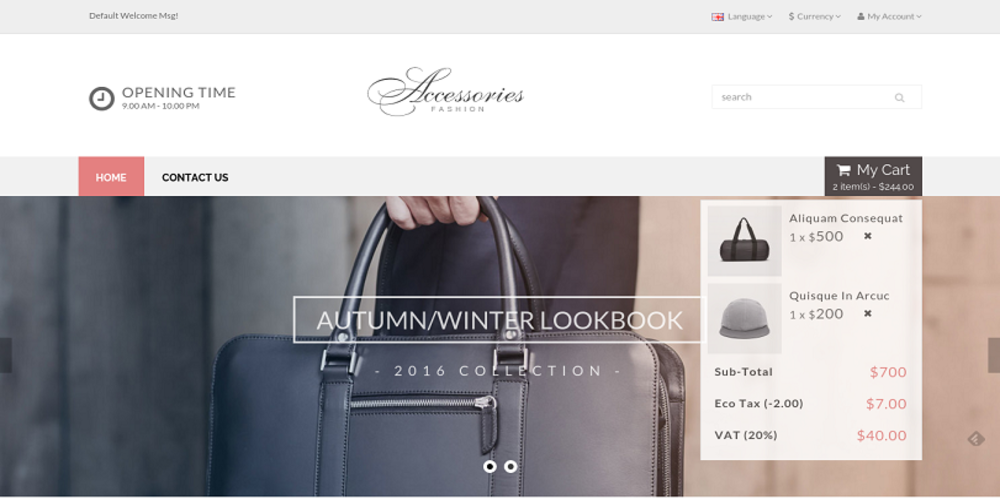 Default Welcome Msg!
Language
$ Currency
My Account
OPENING TIME
9.00 AM - 10.00 PM
Accessories
FASHION
search
HOME
CONTACT US
My Cart
2 item(s) - $244.00
Aliquam Consequat
1 x $500
Quisque In Arcuc
1 x $200
AUTUMN/WINTER LOOKBOOK
- 2016 COLLECTION -
Sub-Total $700
Eco Tax (-2.00) $7.00
VAT (20%) $40.00